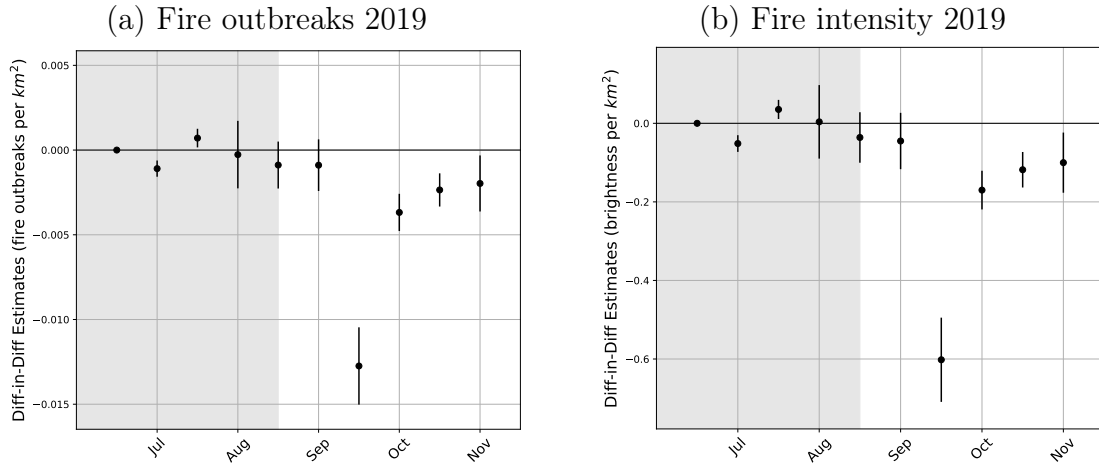 (a) Fire outbreaks 2019
Diff-in-Diff Estimates (fire outbreaks per km²)
0.005
0.000
−0.005
−0.010
−0.015
Jul
Aug
Sep
Oct
Nov
(b) Fire intensity 2019
Diff-in-Diff Estimates (brightness per km²)
0.0
−0.2
−0.4
−0.6
Jul
Aug
Sep
Oct
Nov